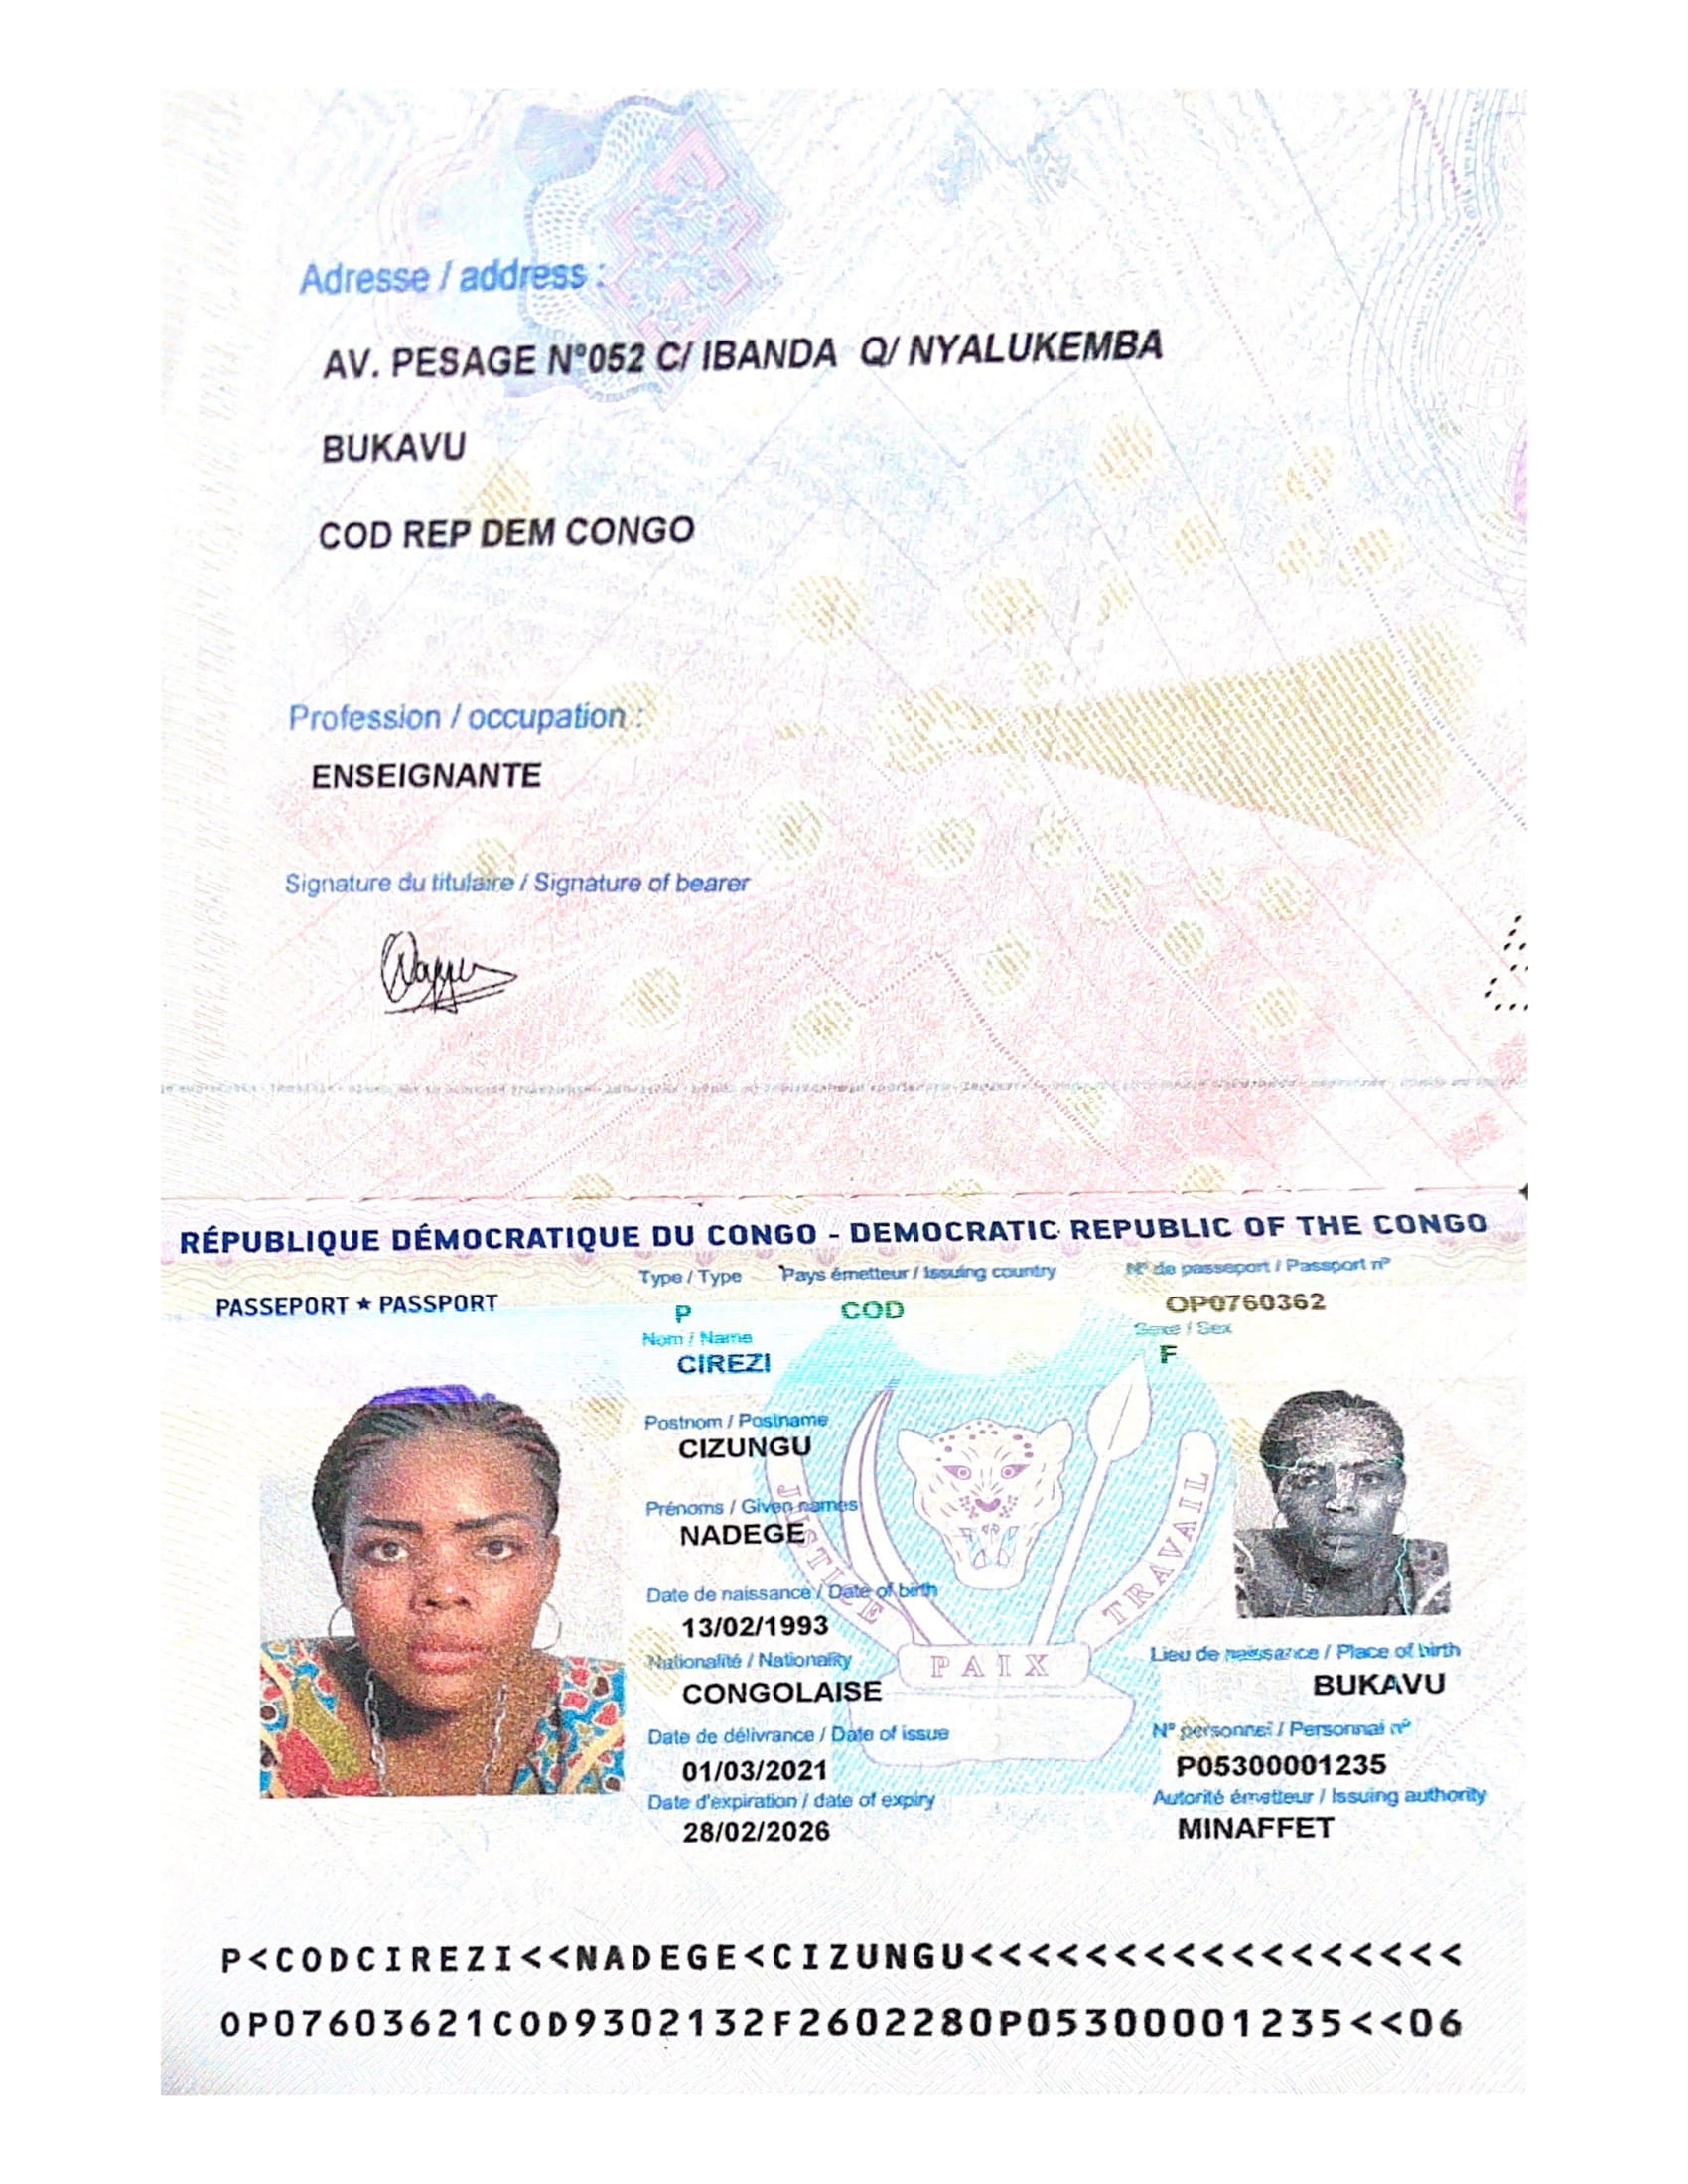 Adresse / address :
AV. PESAGE N°052 C/ IBANDA Q/ NYALUKEMBA
BUKAVU
COD REP DEM CONGO
Profession / occupation :
ENSEIGNANTE
Signature du titulaire / Signature of bearer
RÉPUBLIQUE DÉMOCRATIQUE DU CONGO - DEMOCRATIC REPUBLIC OF THE CONGO
PASSEPORT ★ PASSPORT
Type / Type Pays émetteur / Issuing country N° de passeport / Passport n°
P COD OP0760362
Nom / Name Sexe / Sex
CIREZI F
Postnom / Postname
CIZUNGU
Prénoms / Given names
NADEGE
Date de naissance / Date of birth
13/02/1993
Nationalité / Nationality Lieu de naissance / Place of birth
CONGOLAISE BUKAVU
Date de délivrance / Date of issue N° personnel / Personnal n°
01/03/2021 P05300001235
Date d'expiration / date of expiry Autorité émetteur / Issuing authority
28/02/2026 MINAFFET
JUSTICE PAIX TRAVAIL
P<CODCIREZI<<NADEGE<CIZUNGU<<<<<<<<<<<<<<<<<
OP07603621COD9302132F2602280P05300001235<<06